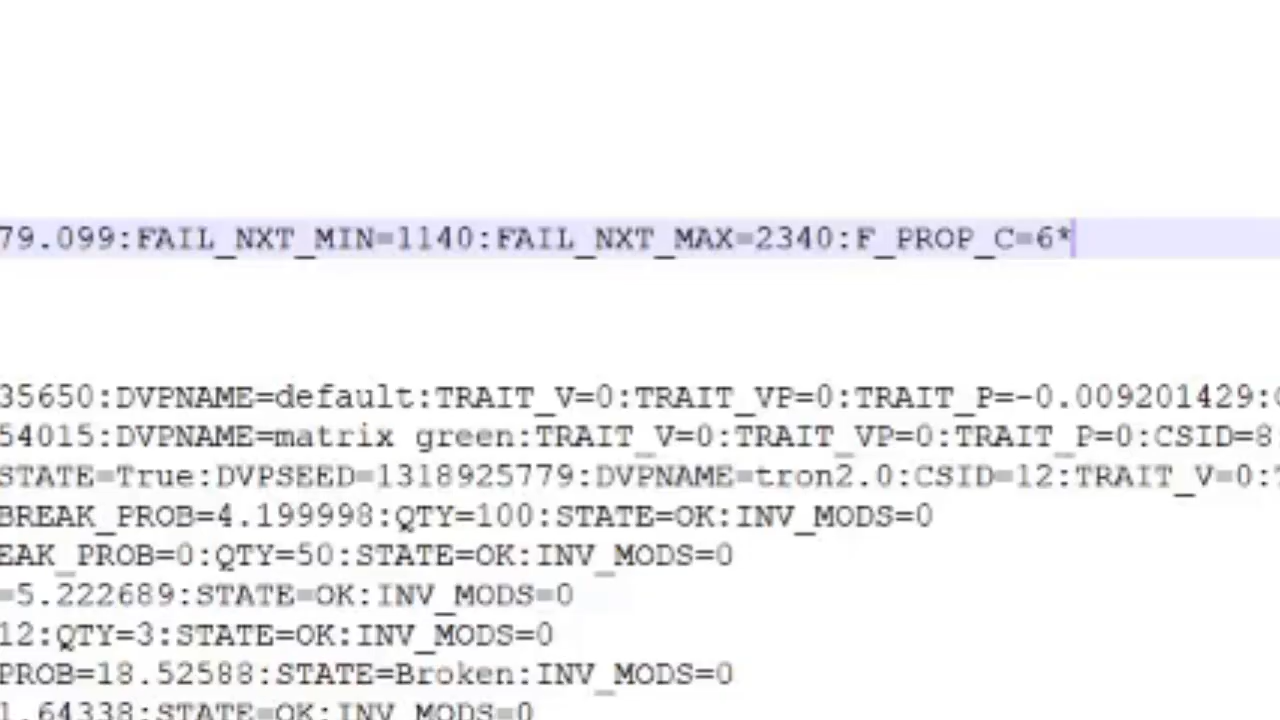 79.099:FAIL_NXT_MIN=1140:FAIL_NXT_MAX=2340:F_PROP_C=6*
35650:DVPNAME=default:TRAIT_V=0:TRAIT_VP=0:TRAIT_P=-0.009201429:
54015:DVPNAME=matrix green:TRAIT_V=0:TRAIT_VP=0:TRAIT_P=0:CSID=8
STATE=True:DVPSEED=1318925779:DVPNAME=tron2.0:CSID=12:TRAIT_V=0:
BREAK_PROB=4.199998:QTY=100:STATE=OK:INV_MODS=0
EAK_PROB=0:QTY=50:STATE=OK:INV_MODS=0
=5.222689:STATE=OK:INV_MODS=0
12:QTY=3:STATE=OK:INV_MODS=0
PROB=18.52588:STATE=Broken:INV_MODS=0
1.64338:STATE=OK:INV_MODS=0